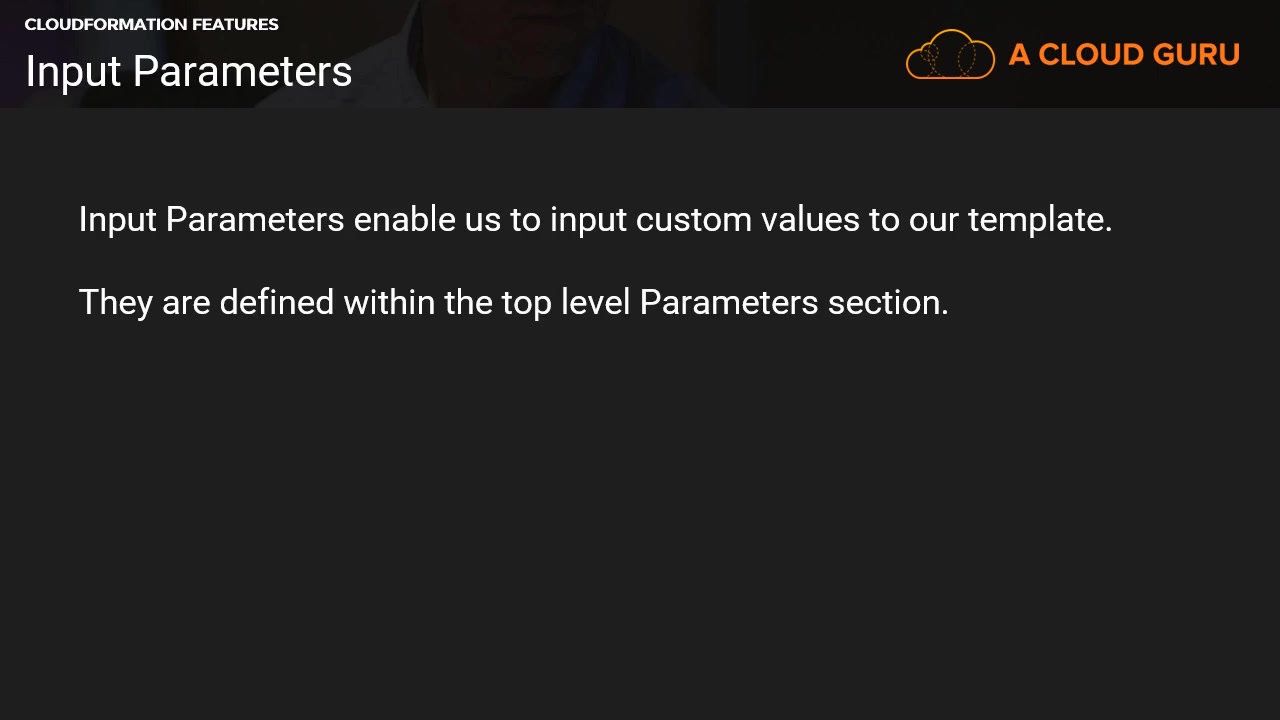 CLOUDFORMATION FEATURES
Input Parameters
A CLOUD GURU
Input Parameters enable us to input custom values to our template.
They are defined within the top level Parameters section.